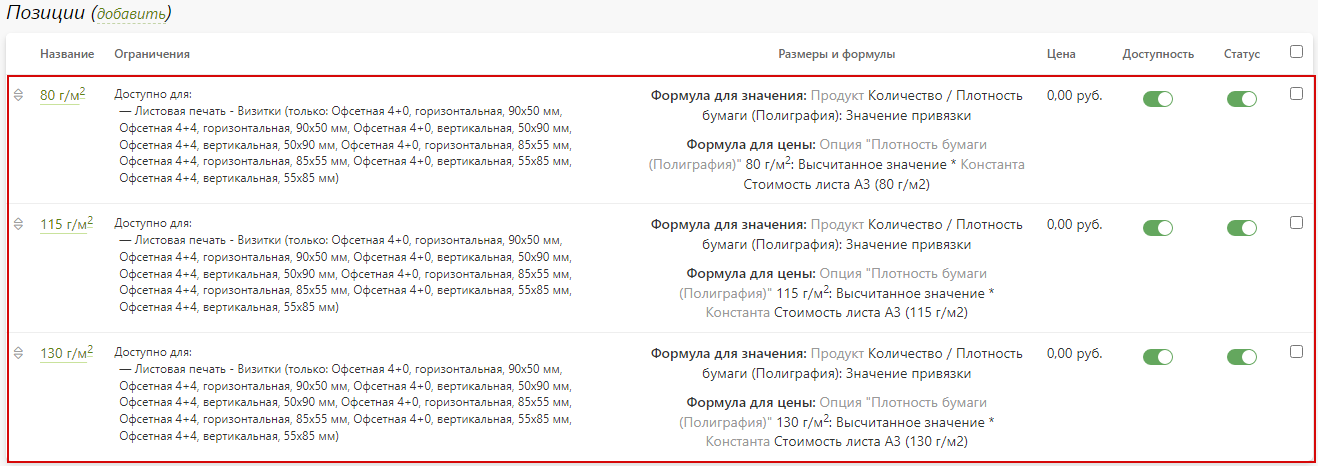 Позиции (добавить)
Название Ограничения Размеры и формулы Цена Доступность Статус
80 г/м2 Доступно для: Формула для значения: Продукт Количество / Плотность 0,00 руб.
— Листовая печать - Визитки (только: Офсетная 4+0, горизонтальная, 90x50 мм, бумаги (Полиграфия): Значение привязки
Офсетная 4+4, горизонтальная, 90x50 мм, Офсетная 4+0, вертикальная, 50x90 мм,
Офсетная 4+4, вертикальная, 50x90 мм, Офсетная 4+0, горизонтальная, 85x55 мм, Формула для цены: Опция "Плотность бумаги
Офсетная 4+4, горизонтальная, 85x55 мм, Офсетная 4+0, вертикальная, 55x85 мм, (Полиграфия)" 80 г/м2: Высчитанное значение * Константа
Офсетная 4+4, вертикальная, 55x85 мм) Стоимость листа А3 (80 г/м2)
115 г/м2 Доступно для: Формула для значения: Продукт Количество / Плотность 0,00 руб.
— Листовая печать - Визитки (только: Офсетная 4+0, горизонтальная, 90x50 мм, бумаги (Полиграфия): Значение привязки
Офсетная 4+4, горизонтальная, 90x50 мм, Офсетная 4+0, вертикальная, 50x90 мм,
Офсетная 4+4, вертикальная, 50x90 мм, Офсетная 4+0, горизонтальная, 85x55 мм, Формула для цены: Опция "Плотность бумаги
Офсетная 4+4, горизонтальная, 85x55 мм, Офсетная 4+0, вертикальная, 55x85 мм, (Полиграфия)" 115 г/м2: Высчитанное значение *
Офсетная 4+4, вертикальная, 55x85 мм) Константа Стоимость листа А3 (115 г/м2)
130 г/м2 Доступно для: Формула для значения: Продукт Количество / Плотность 0,00 руб.
— Листовая печать - Визитки (только: Офсетная 4+0, горизонтальная, 90x50 мм, бумаги (Полиграфия): Значение привязки
Офсетная 4+4, горизонтальная, 90x50 мм, Офсетная 4+0, вертикальная, 50x90 мм,
Офсетная 4+4, вертикальная, 50x90 мм, Офсетная 4+0, горизонтальная, 85x55 мм, Формула для цены: Опция "Плотность бумаги
Офсетная 4+4, горизонтальная, 85x55 мм, Офсетная 4+0, вертикальная, 55x85 мм, (Полиграфия)" 130 г/м2: Высчитанное значение *
Офсетная 4+4, вертикальная, 55x85 мм) Константа Стоимость листа А3 (130 г/м2)